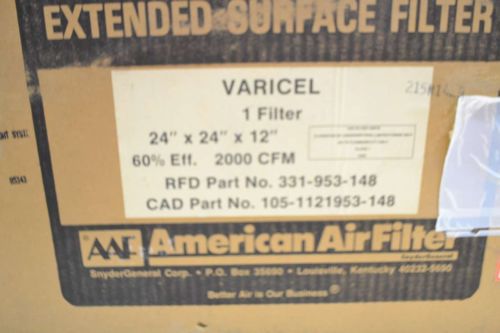 EXTENDED SURFACE FILTER
VARICEL
1 Filter
24" x 24" x 12"
60% Eff. 2000 CFM
RFD Part No. 331-953-148
CAD Part No. 105-1121953-148
AAF American AirFilter
SnyderGeneral
SnyderGeneral Corp. • P.O. Box 35690 • Louisville, Kentucky 40232-5690
Better Air is Our Business®